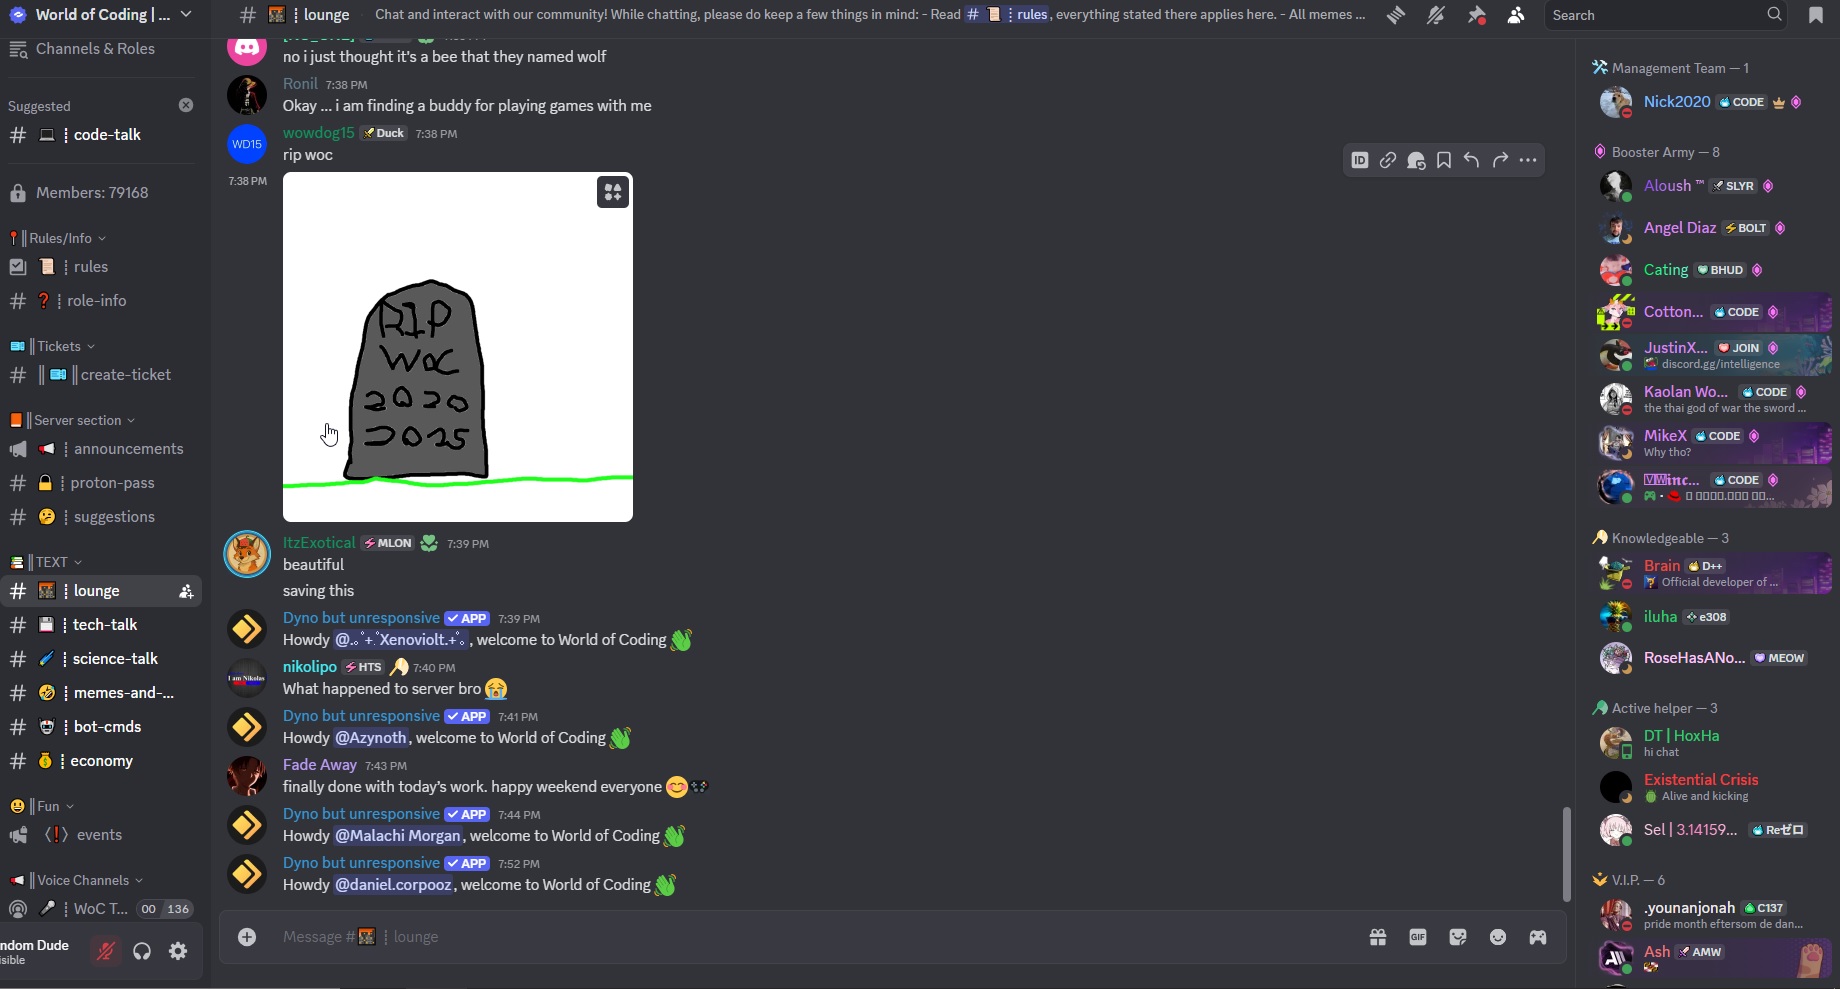 World of Coding | ...
lounge
Chat and interact with our community! While chatting, please do keep a few things in mind: - Read # rules, everything stated there applies here. - All memes ...
Search
Channels & Roles
Suggested
code-talk
Members: 79168
Rules/Info
rules
role-info
Tickets
create-ticket
Server section
announcements
proton-pass
suggestions
TEXT
lounge
tech-talk
science-talk
memes-and-...
bot-cmds
economy
Fun
events
Voice Channels
WoC T... 00 136
ndom Dude
isible
no i just thought it's a bee that they named wolf
Ronil 7:38 PM
Okay ... i am finding a buddy for playing games with me
WD15
wowdog15 Duck 7:38 PM
rip woc
7:38 PM
RIP
WOC
2020
2025
ItzExotical MLON 7:39 PM
beautiful
saving this
Dyno but unresponsive APP 7:39 PM
Howdy @.｡˚+.˚Xenoviolt.+˚｡, welcome to World of Coding
I am Nikolas
nikolipo HTS 7:40 PM
What happened to server bro
Dyno but unresponsive APP 7:41 PM
Howdy @Azynoth, welcome to World of Coding
Fade Away 7:43 PM
finally done with today's work. happy weekend everyone
Dyno but unresponsive APP 7:44 PM
Howdy @Malachi Morgan, welcome to World of Coding
Dyno but unresponsive APP 7:52 PM
Howdy @daniel.corpooz, welcome to World of Coding
Message # lounge
GIF
ID
Management Team — 1
Nick2020 CODE
Booster Army — 8
Aloush ™ SLYR
Angel Diaz BOLT
Cating BHUD
Cotton... CODE
JustinX... JOIN
discord.gg/intelligence
Kaolan Wo... CODE
the thai god of war the sword ...
MikeX CODE
Why tho?
CODE
Knowledgeable — 3
Brain D++
Official developer of ...
iluha e308
RoseHasANo... MEOW
Active helper — 3
DT | HoxHa
hi chat
Existential Crisis
Alive and kicking
Sel | 3.14159... Reゼロ
V.I.P. — 6
.younanjonah C137
pride month eftersom de dan...
Ash AMW